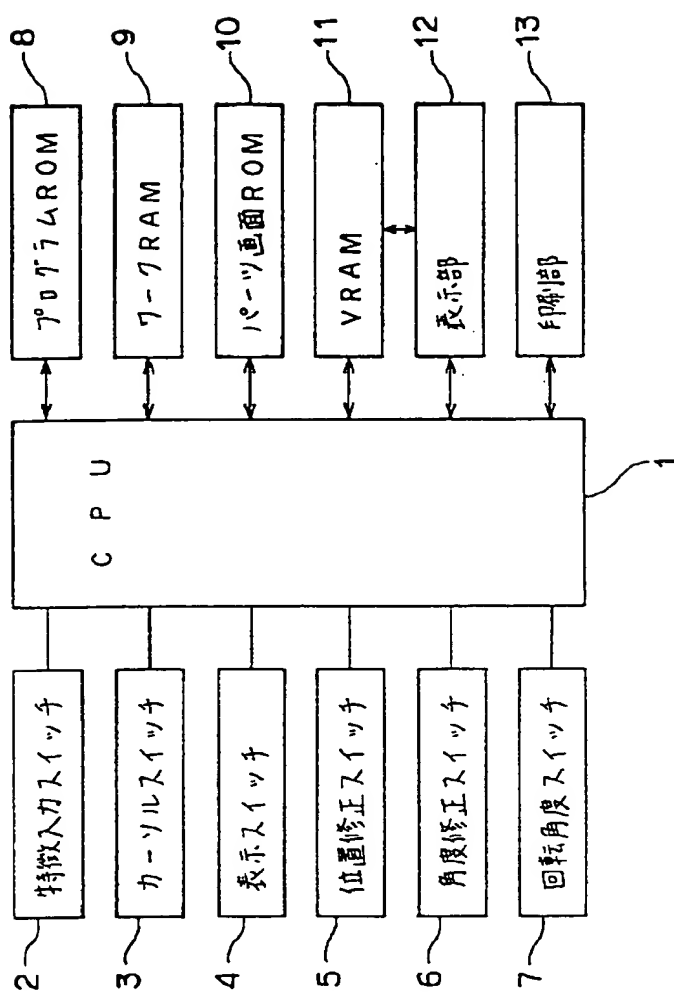 特徴入力スイッチ
カーソルスイッチ
表示スイッチ
位置修正スイッチ
角度修正スイッチ
回転角度スイッチ
2
3
4
5
6
7
CPU
1
プログラムROM
ワークRAM
パーツ画面ROM
VRAM
表示部
印刷部
8
9
10
11
12
13